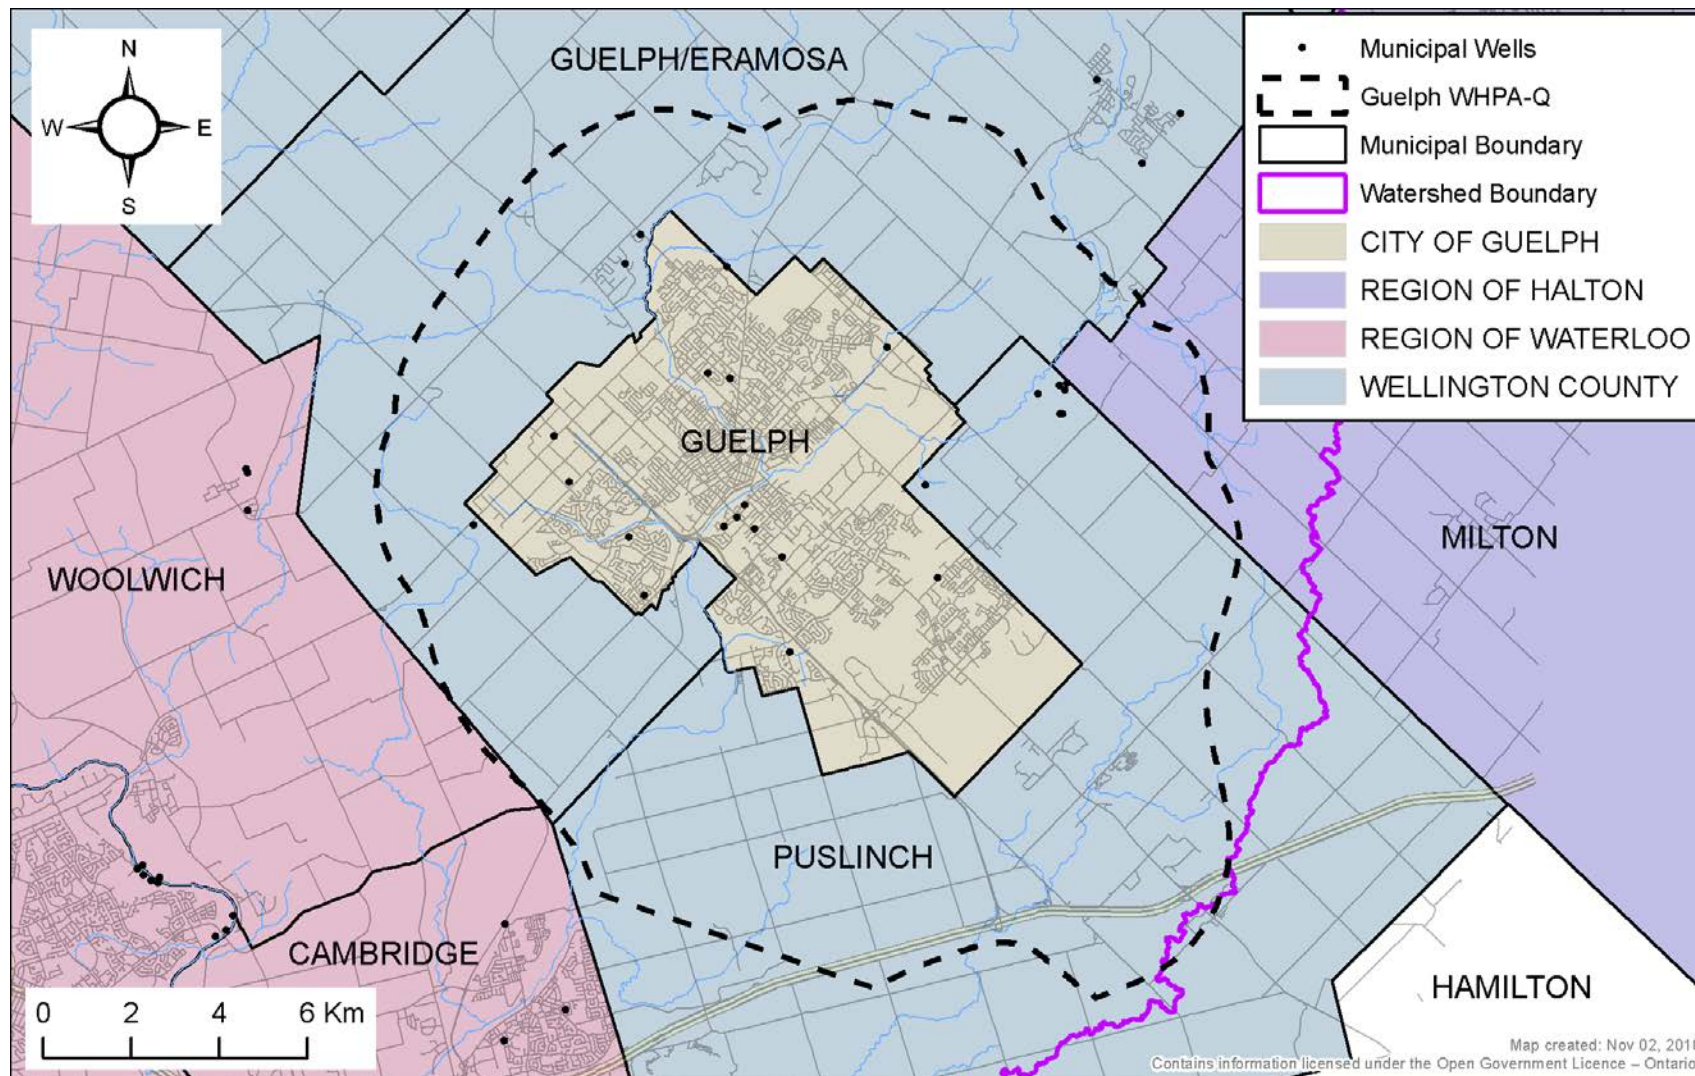 N
W E
S
GUELPH/ERAMOSA
Municipal Wells
Guelph WHPA-Q
Municipal Boundary
Watershed Boundary
CITY OF GUELPH
REGION OF HALTON
REGION OF WATERLOO
WELLINGTON COUNTY
GUELPH
MILTON
WOOLWICH
PUSLINCH
CAMBRIDGE
HAMILTON
0 2 4 6 Km
Map created: Nov 02, 2018
Contains information licensed under the Open Government Licence – Ontario